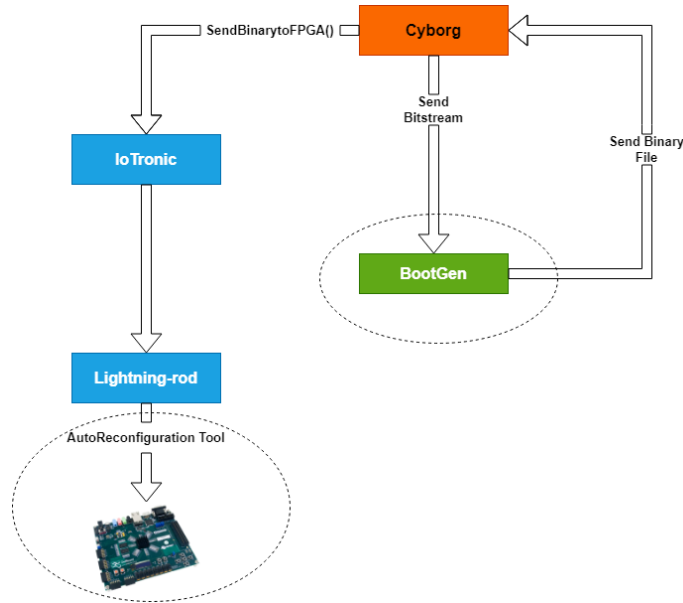 SendBinarytoFPGA()
Cyborg
Send
Bitstream
IoTronic
Send Binary
File
BootGen
Lightning-rod
AutoReconfiguration Tool